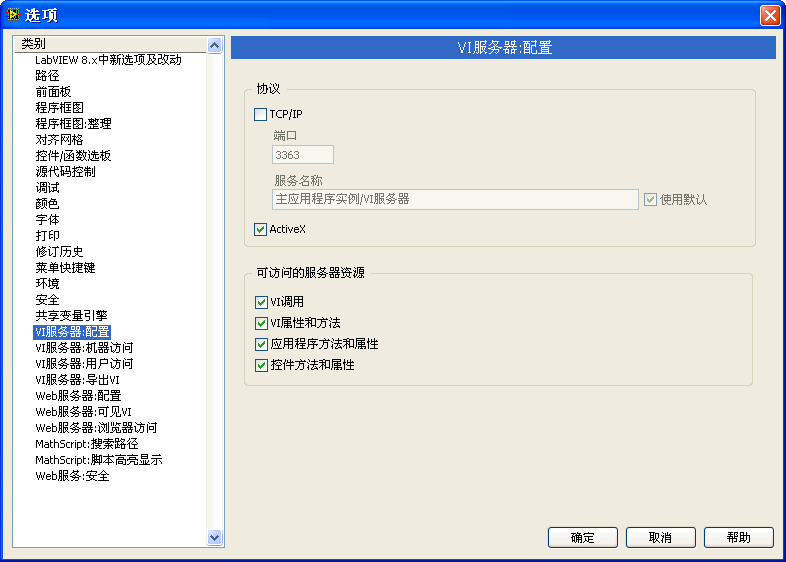 选项
类别
LabVIEW 8.x中新选项及改动
路径
前面板
程序框图
程序框图:整理
对齐网格
控件/函数选板
源代码控制
调试
颜色
字体
打印
修订历史
菜单快捷键
环境
安全
共享变量引擎
VI服务器:配置
VI服务器:机器访问
VI服务器:用户访问
VI服务器:导出VI
Web服务器:配置
Web服务器:可见VI
Web服务器:浏览器访问
MathScript:搜索路径
MathScript:脚本高亮显示
Web服务:安全
VI服务器:配置
协议
TCP/IP
端口
3363
服务名称
主应用程序实例/VI服务器
使用默认
ActiveX
可访问的服务器资源
VI调用
VI属性和方法
应用程序方法和属性
控件方法和属性
确定
取消
帮助